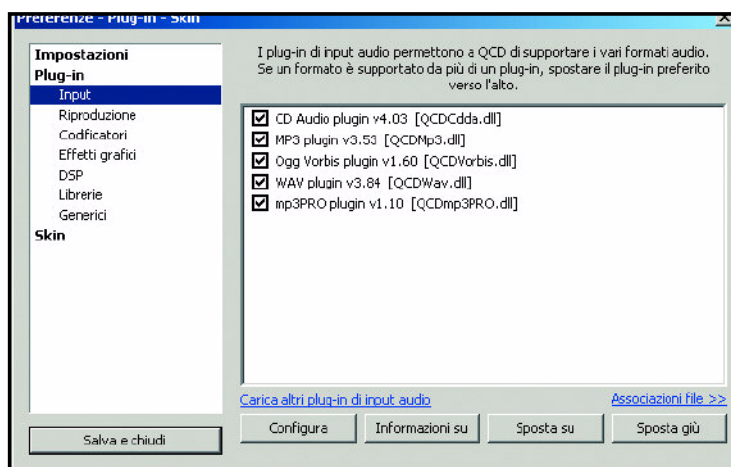 Preferenze - Plug-in - Skin
Impostazioni
Plug-in
Input
Riproduzione
Codificatori
Effetti grafici
DSP
Librerie
Generici
Skin
Salva e chiudi
I plug-in di input audio permettono a QCD di supportare i vari formati audio.
Se un formato è supportato da più di un plug-in, spostare il plug-in preferito
verso l'alto.
CD Audio plugin v4.03 [QCDCdda.dll]
MP3 plugin v3.53 [QCDMp3.dll]
Ogg Vorbis plugin v1.60 [QCDVorbis.dll]
WAV plugin v3.84 [QCDWav.dll]
mp3PRO plugin v1.10 [QCDmp3PRO.dll]
Carica altri plug-in di input audio
Associazioni file >>
Configura
Informazioni su
Sposta su
Sposta giù